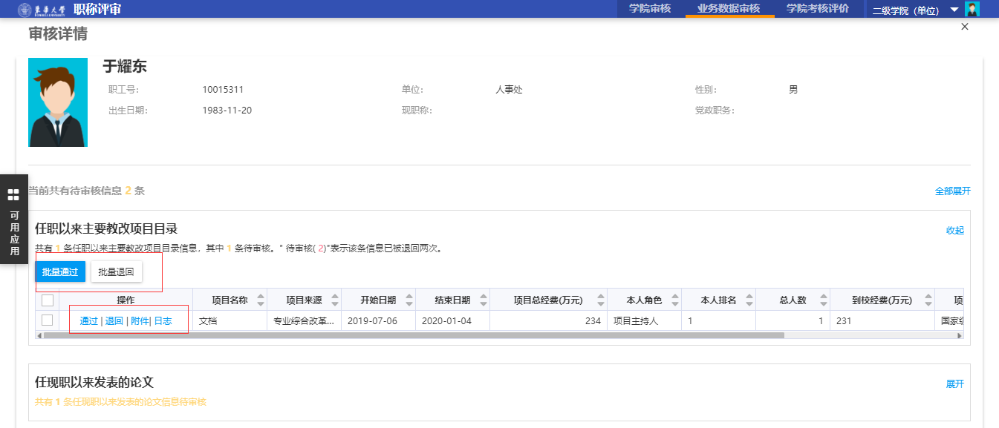 東華大學 职称评审 学院审核 业务数据审核 学院考核评价 二级学院（单位）
审核详情
于耀东
职工号: 10015311 单位: 人事处 性别: 男
出生日期: 1983-11-20 现职称: 党政职务:
当前共有待审核信息 2 条 全部展开
可用应用
任职以来主要教改项目目录 收起
共有 1 条任职以来主要教改项目目录信息，其中 1 条待审核。" 待审核( 2)"表示该条信息已被退回两次。
批量通过 批量退回
操作 项目名称 项目来源 开始日期 结束日期 项目总经费(万元) 本人角色 本人排名 总人数 到校经费(万元) 项
通过 | 退回 | 附件| 日志 文档 专业综合改革... 2019-07-06 2020-01-04 234 项目主持人 1 1 231 国家级
任现职以来发表的论文 展开
共有 1 条任现职以来发表的论文信息待审核